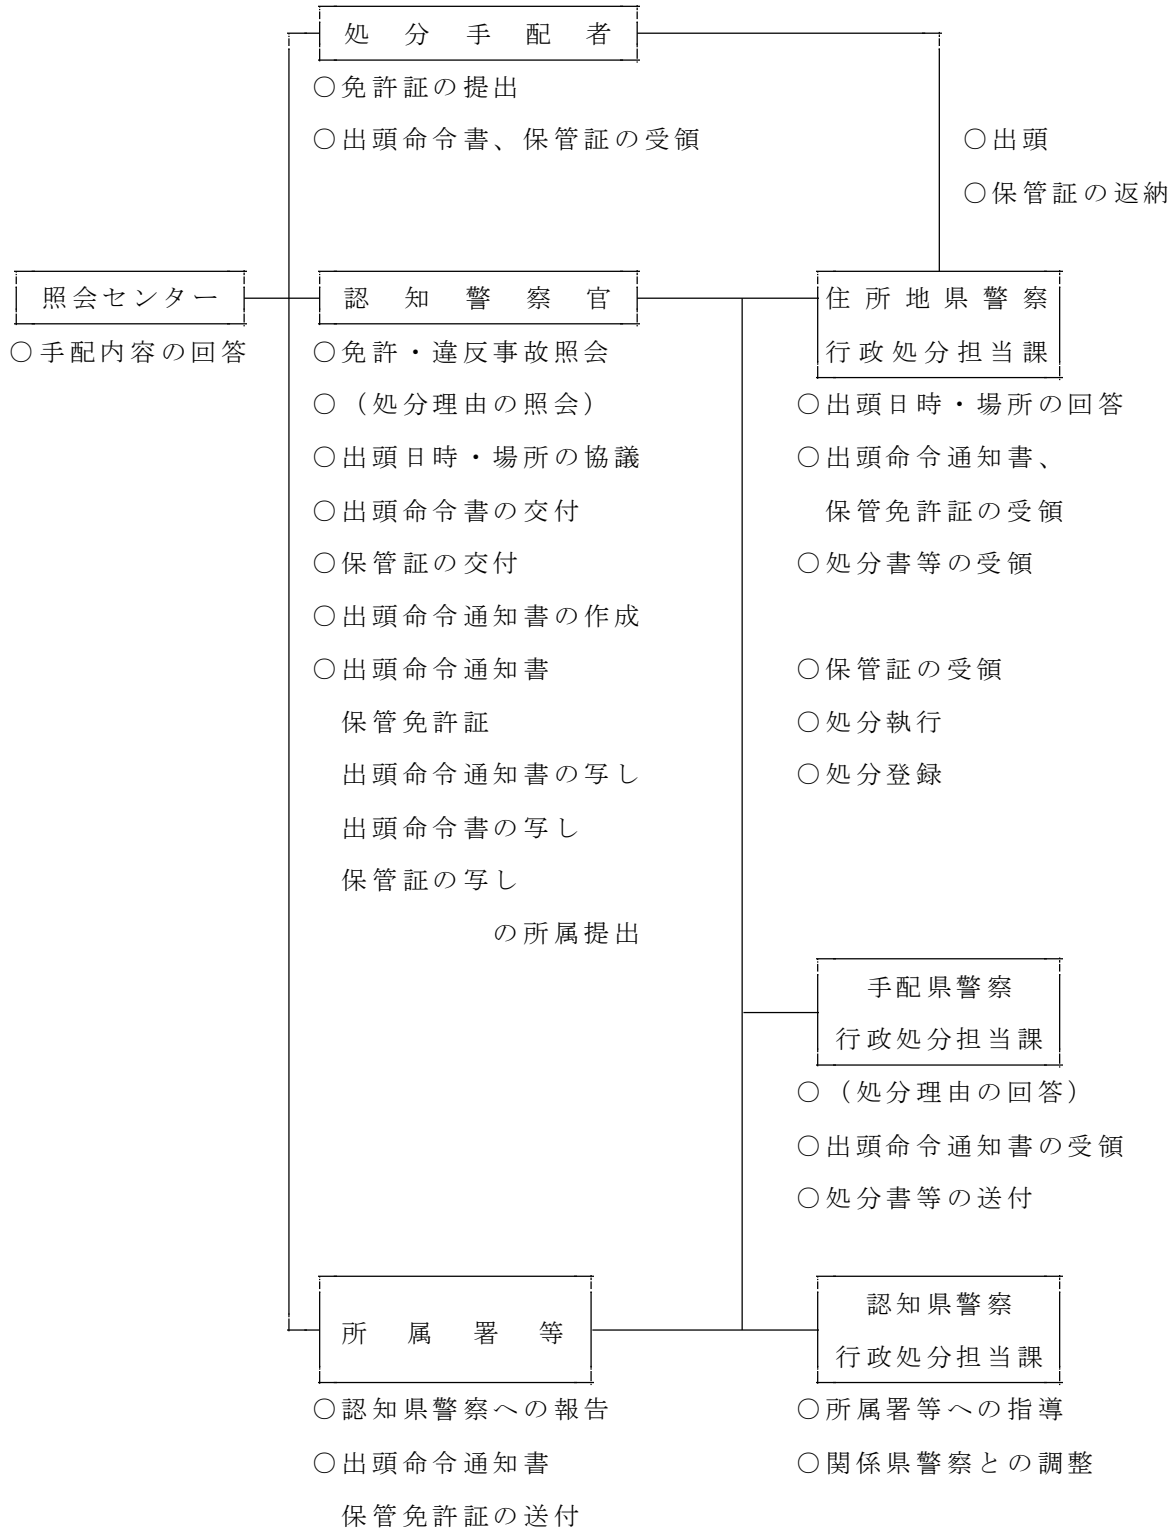 処分手配者
○免許証の提出
○出頭命令書、保管証の受領
○出頭
○保管証の返納
照会センター
○手配内容の回答
認知警察官
○免許・違反事故照会
○（処分理由の照会）
○出頭日時・場所の協議
○出頭命令書の交付
○保管証の交付
○出頭命令通知書の作成
○出頭命令通知書
保管免許証
出頭命令通知書の写し
出頭命令書の写し
保管証の写し
の所属提出
住所地県警察
行政処分担当課
○出頭日時・場所の回答
○出頭命令通知書、
保管免許証の受領
○処分書等の受領
○保管証の受領
○処分執行
○処分登録
手配県警察
行政処分担当課
○（処分理由の回答）
○出頭命令通知書の受領
○処分書等の送付
所属署等
○認知県警察への報告
○出頭命令通知書
保管免許証の送付
認知県警察
行政処分担当課
○所属署等への指導
○関係県警察との調整